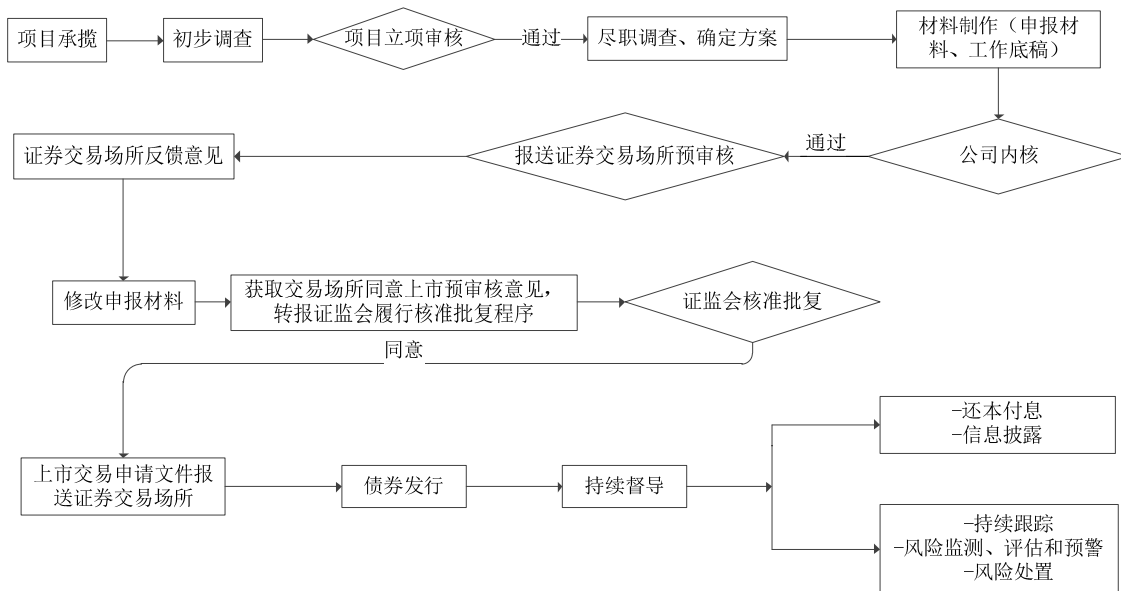 项目承揽
初步调查
项目立项审核
通过
尽职调查、确定方案
材料制作（申报材
料、工作底稿）
公司内核
通过
报送证券交易场所预审核
证券交易场所反馈意见
修改申报材料
获取交易场所同意上市预审核意见，
转报证监会履行核准批复程序
证监会核准批复
同意
上市交易申请文件报
送证券交易场所
债券发行
持续督导
-还本付息
-信息披露
-持续跟踪
-风险监测、评估和预警
-风险处置